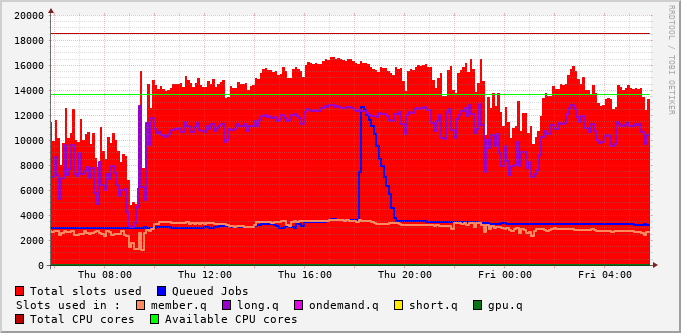 20000
18000
16000
14000
12000
10000
8000
6000
4000
2000
0
Thu 08:00 Thu 12:00 Thu 16:00 Thu 20:00 Fri 00:00 Fri 04:00
RRDTOOL / TOBI OETIKER
Total slots used Queued Jobs
Slots used in : member.q long.q ondemand.q short.q gpu.q
Total CPU cores Available CPU cores